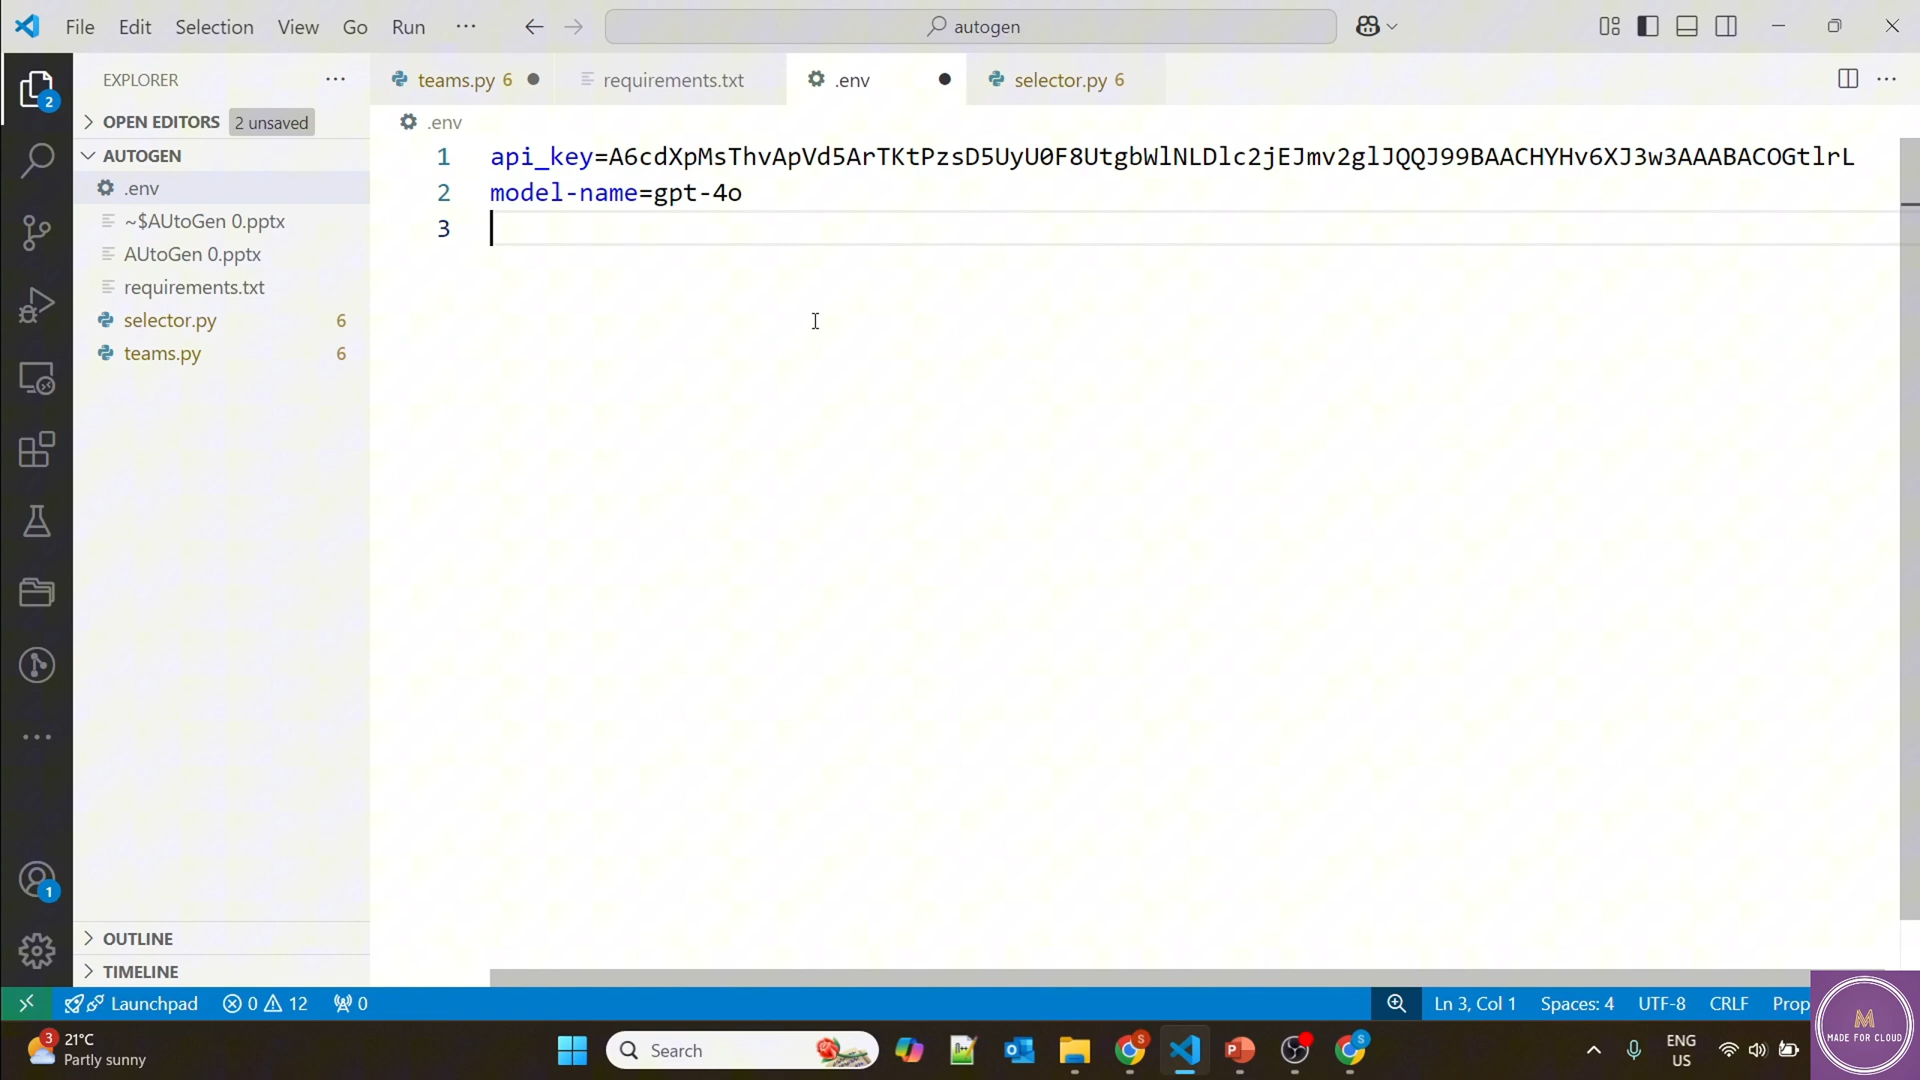 File Edit Selection View Go Run ··· autogen
EXPLORER ···
OPEN EDITORS 2 unsaved
AUTOGEN
.env
~$AUtoGen 0.pptx
AUtoGen 0.pptx
requirements.txt
selector.py 6
teams.py 6
OUTLINE
TIMELINE
2
1
teams.py 6 requirements.txt .env selector.py 6 ···
.env
1 api_key=A6cdXpMsThvApVd5ArTKtPzsD5UyU0F8UtgbWlNLDlc2jEJmv2glJQQJ99BAACHYHv6XJ3w3AAABACOGtlrL
2 model-name=gpt-4o
3
Launchpad 0 12 0 Ln 3, Col 1 Spaces: 4 UTF-8 CRLF Prop
3
21°C
Partly sunny
Search
ENG
US
M
MADE FOR CLOUD